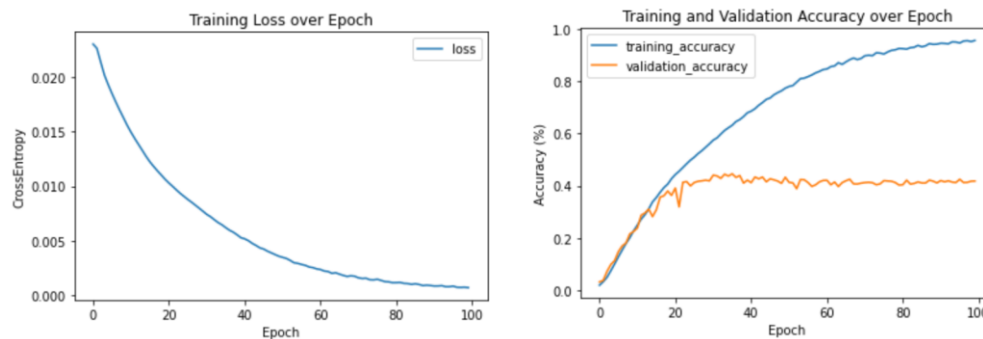 Training Loss over Epoch
loss
0.020
0.015
0.010
0.005
0.000
CrossEntropy
0
20
40
60
80
100
Epoch
Training and Validation Accuracy over Epoch
training_accuracy
validation_accuracy
1.0
0.8
0.6
0.4
0.2
0.0
Accuracy (%)
0
20
40
60
80
100
Epoch